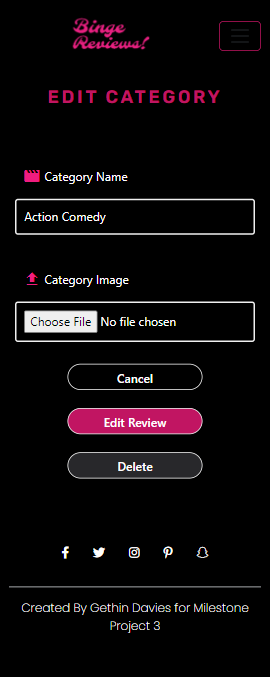 Binge
Reviews!
EDIT CATEGORY
Category Name
Action Comedy
Category Image
Choose File No file chosen
Cancel
Edit Review
Delete
Created By Gethin Davies for Milestone
Project 3